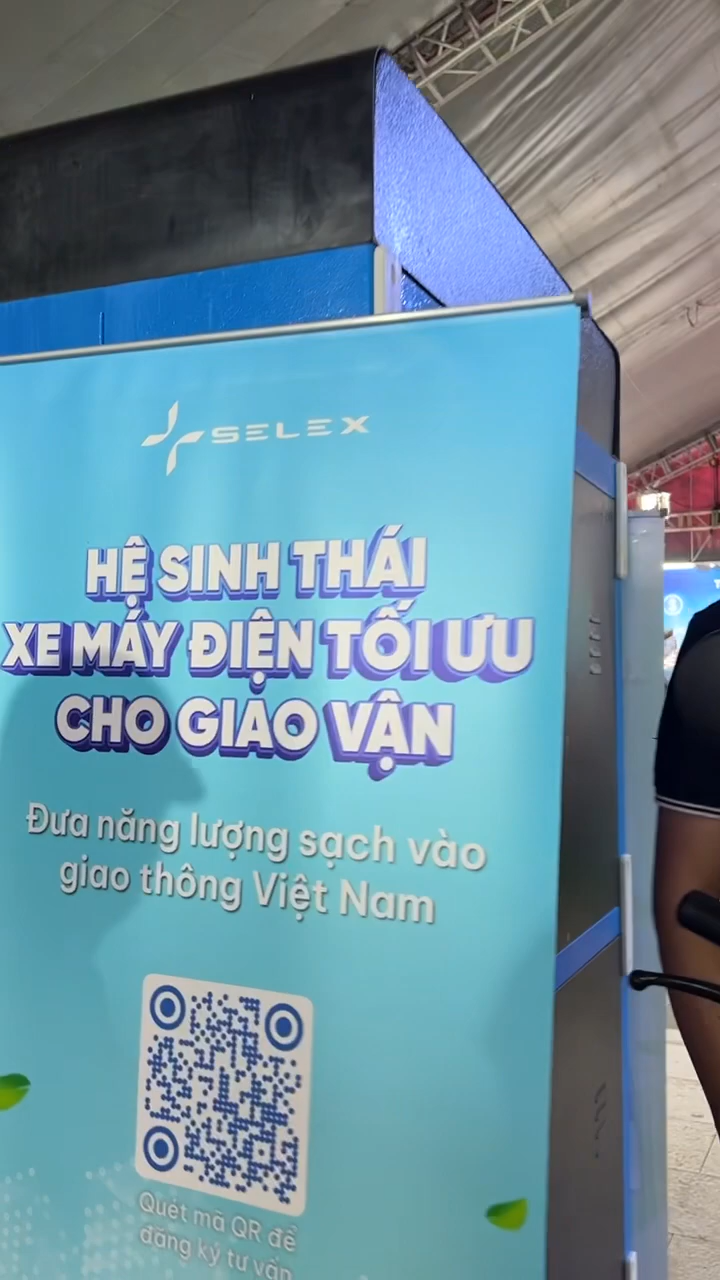 SELEX
HỆ SINH THÁI
XE MÁY ĐIỆN TỐI ƯU
CHO GIAO VẬN
Đưa năng lượng sạch vào
giao thông Việt Nam
Quét mã QR để
đăng ký tư vấn